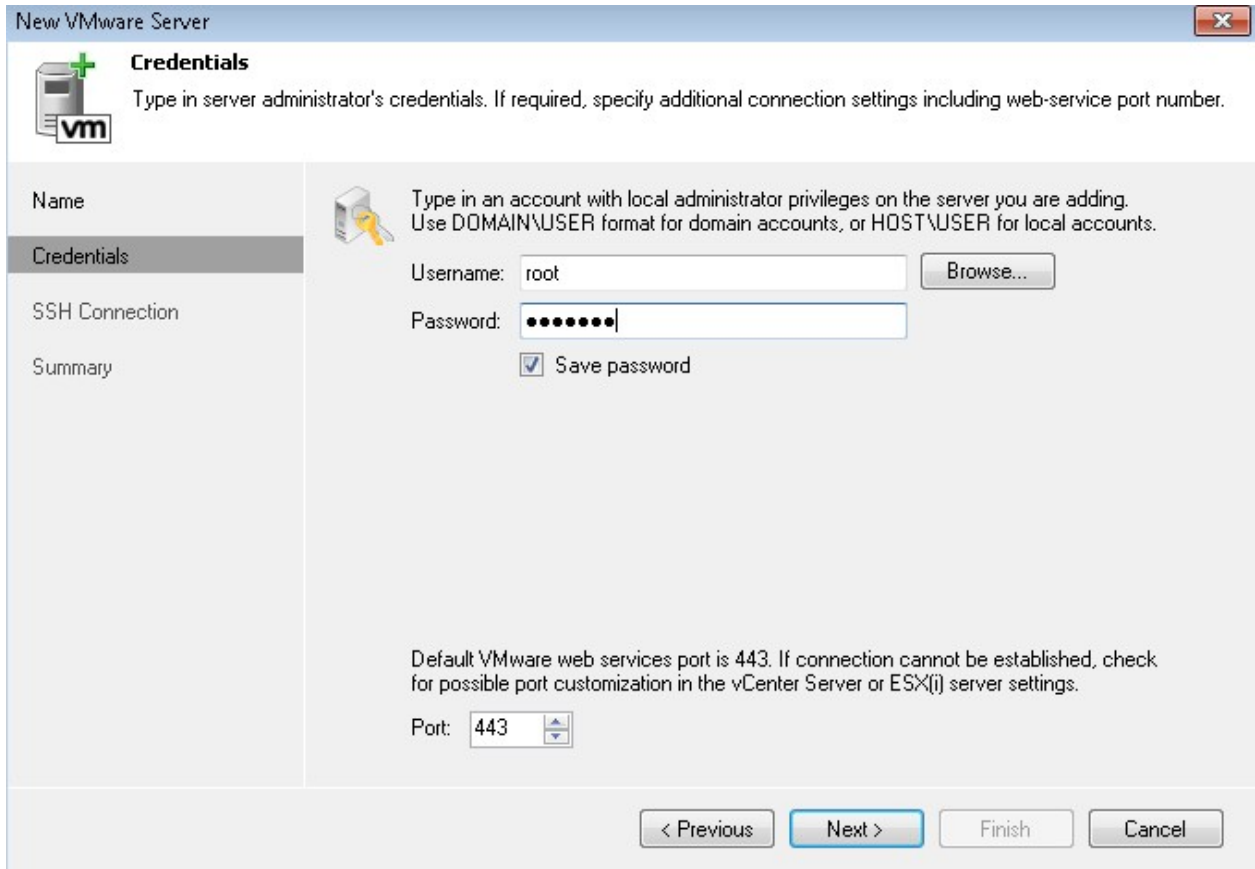 New VMware Server
Credentials
Type in server administrator's credentials. If required, specify additional connection settings including web-service port number.
vm
Name
Credentials
SSH Connection
Summary
Type in an account with local administrator privileges on the server you are adding.
Use DOMAIN\USER format for domain accounts, or HOST\USER for local accounts.
Username: root Browse...
Password: •••••••
Save password
Default VMware web services port is 443. If connection cannot be established, check
for possible port customization in the vCenter Server or ESX(i) server settings.
Port: 443
< Previous Next > Finish Cancel